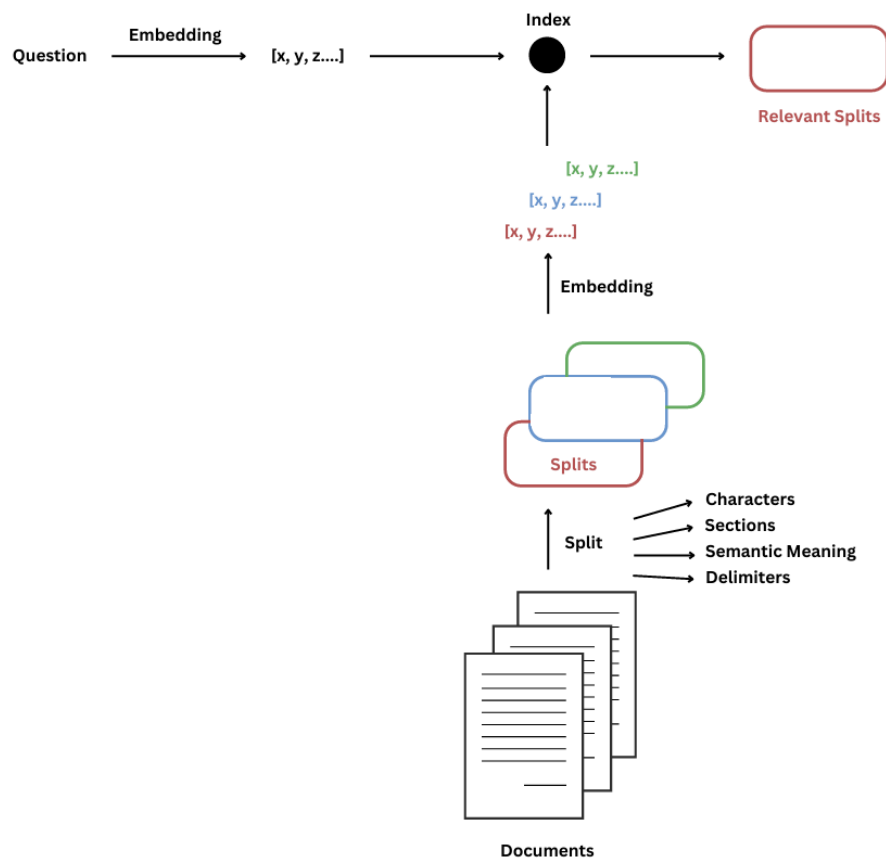 Index
Embedding
Question
[x, y, z....]
Relevant Splits
[x, y, z....]
[x, y, z....]
[x, y, z....]
Embedding
Splits
Characters
Sections
Split
Semantic Meaning
Delimiters
Documents